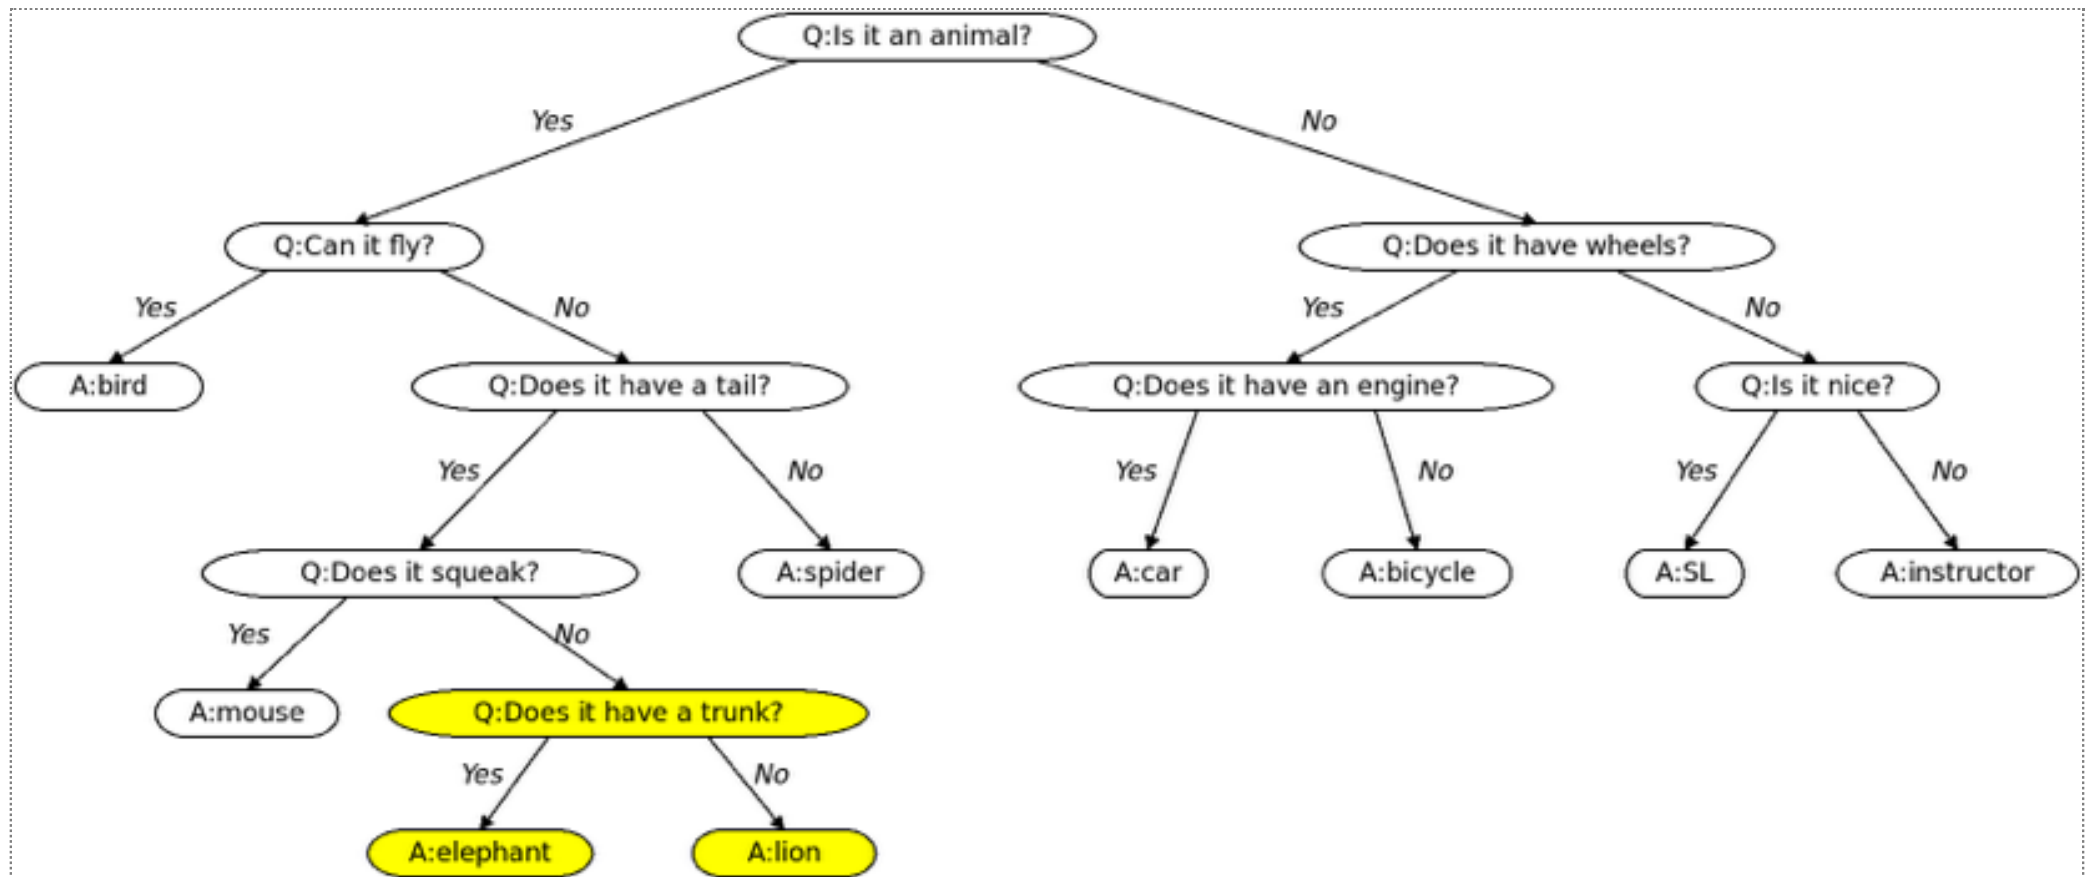 Q:Is it an animal?
Yes
No
Q:Can it fly?
Q:Does it have wheels?
Yes
No
Yes
No
A:bird
Q:Does it have a tail?
Q:Does it have an engine?
Q:Is it nice?
Yes
No
Yes
No
Yes
No
Q:Does it squeak?
A:spider
A:car
A:bicycle
A:SL
A:instructor
Yes
No
A:mouse
Q:Does it have a trunk?
Yes
No
A:elephant
A:lion